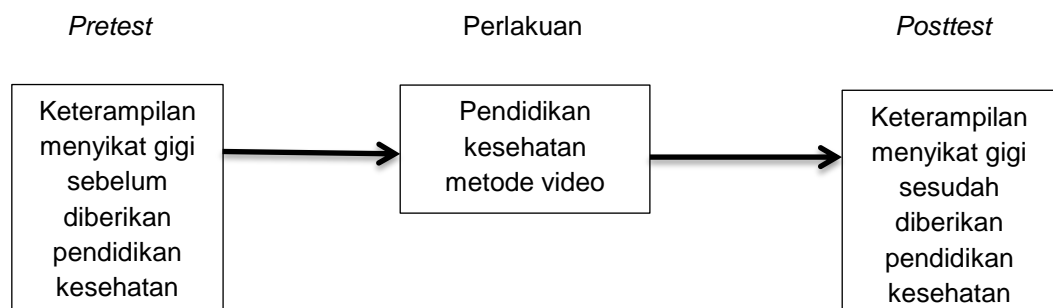 Pretest
Perlakuan
Posttest
Keterampilan
menyikat gigi
sebelum
diberikan
pendidikan
kesehatan
Pendidikan
kesehatan
metode video
Keterampilan
menyikat gigi
sesudah
diberikan
pendidikan
kesehatan